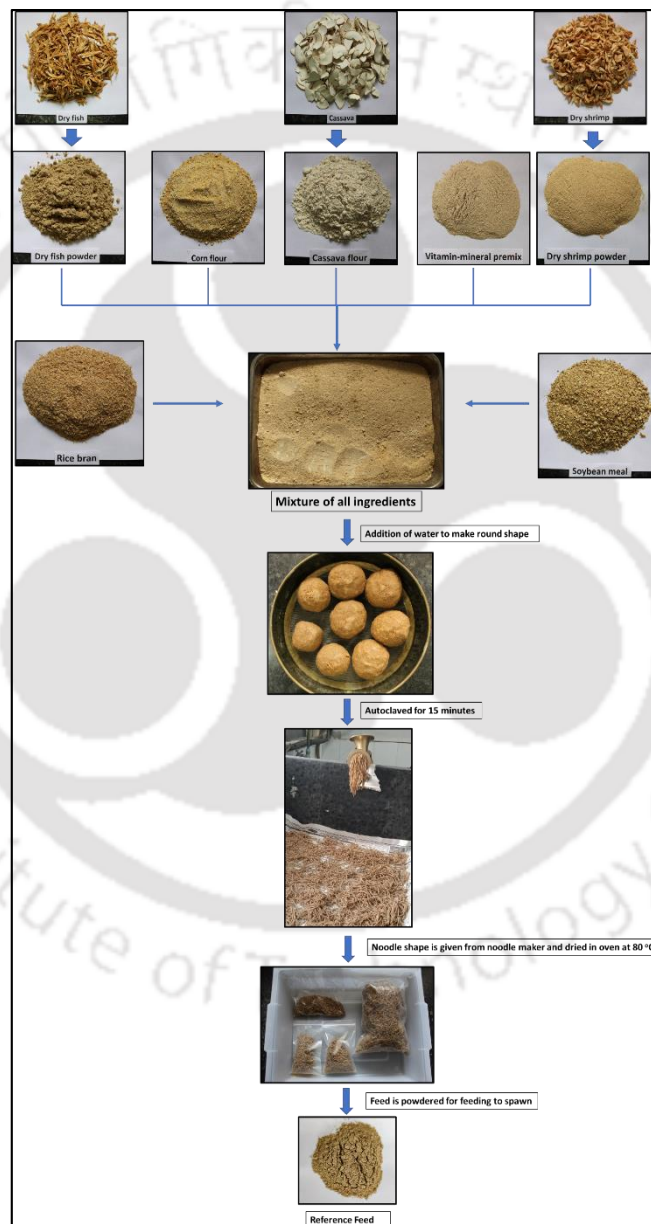 Dry fish
Cassava
Dry shrimp
Dry fish powder
Corn flour
Cassava flour
Vitamin-mineral premix
Dry shrimp powder
Rice bran
Soybean meal
Mixture of all ingredients
Addition of water to make round shape
Autoclaved for 15 minutes
Noodle shape is given from noodle maker and dried in oven at 80 °C
Feed is powdered for feeding to spawn
Reference Feed
itute of Technology